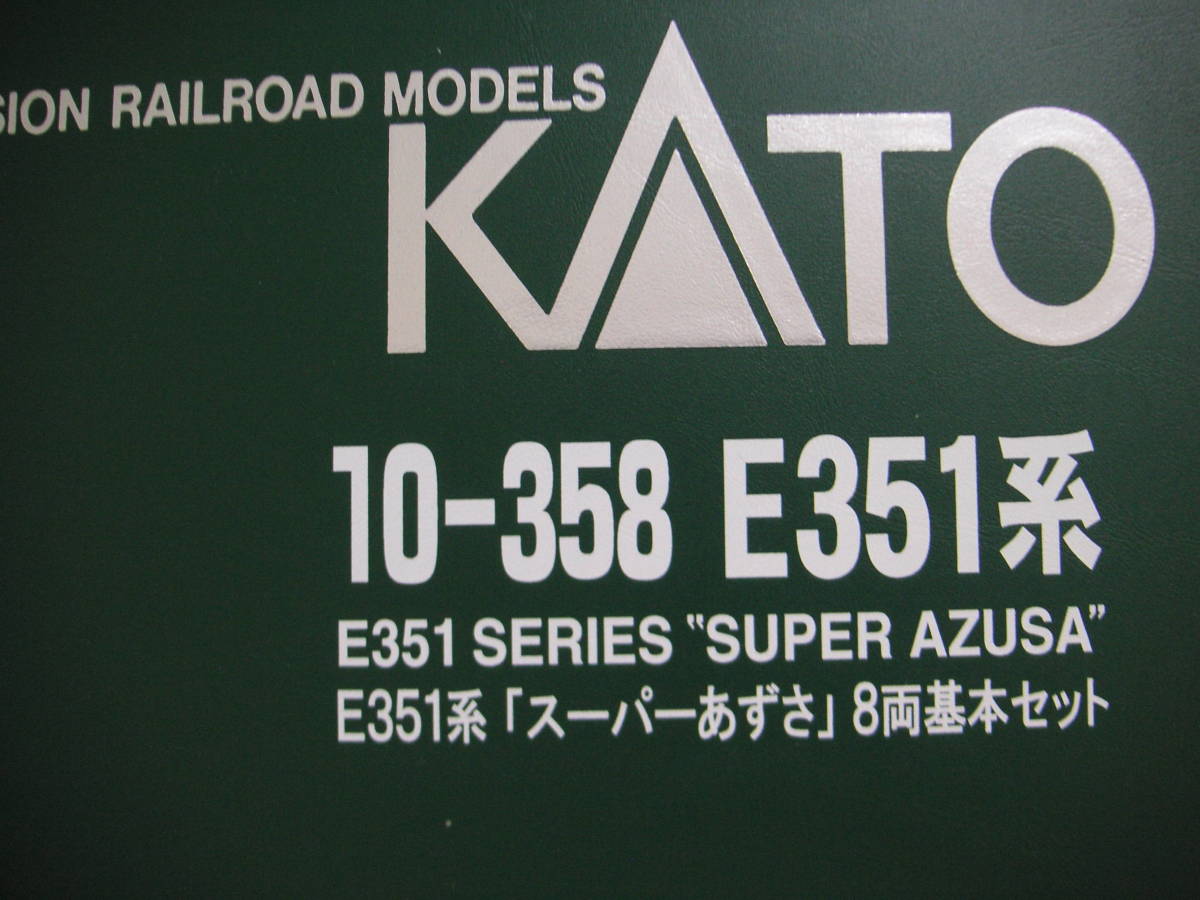 RAILROAD MODELS
KATO
10-358 E351系
E351 SERIES "SUPER AZUSA"
E351系「スーパーあずさ」8両基本セット